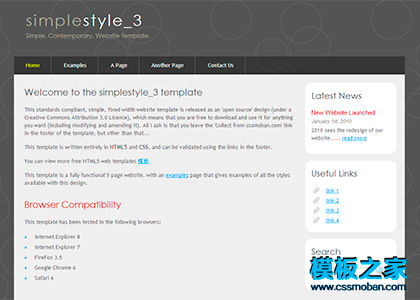 simplestyle_3
Simple. Contemporary. Website Template.
Home Examples A Page Another Page Contact Us
Welcome to the simplestyle_3 template
This standards compliant, simple, fixed width website template is released as an 'open source' design (under a
Creative Commons Attribution 3.0 Licence), which means that you are free to download and use it for anything
you want (including modifying and amending it). All I ask is that you leave the 'Collect from cssmoban.com' link
in the footer of the template, but other than that...
This template is written entirely in HTML5 and CSS, and can be validated using the links in the footer.
You can view more free HTML5 web templates 模板.
This template is a fully functional 5 page website, with an examples page that gives examples of all the styles
available with this design.
Browser Compatibility
This template has been tested in the following browsers:
Internet Explorer 8
Internet Explorer 7
FireFox 3.5
Google Chrome 6
Safari 4
Latest News
New Website Launched
January 1st, 2010
2010 sees the redesign of our
website...... read more
Useful Links
link 1
link 2
link 3
link 4
Search
模板之家
www.cssmoban.com